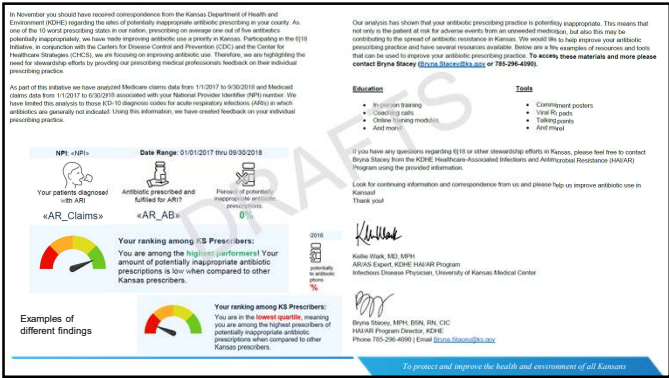 In November you should have received correspondence from the Kansas Department of Health and
Environment (KDHE) regarding the rates of potentially inappropriate antibiotic prescribing in your county. As
one of the 10 worst prescribing states in our nation, prescribing on average one out of five antibiotics
potentially inappropriately, we have made improving antibiotic use a priority in Kansas. Participating in the 6|18
Initiative, in conjunction with the Centers for Disease Control and Prevention (CDC) and the Center for
Healthcare Strategies (CHCS), we are focusing on improving antibiotic use. Therefore, we are highlighting the
need for stewardship efforts by providing our prescribing medical professionals feedback on their individual
prescribing practice.
As part of this initiative we have analyzed Medicare claims data from 1/1/2017 to 9/30/2018 and Medicaid
claims data from 1/1/2017 to 6/30/2018 associated with your National Provider Identifier (NPI) number. We
have limited this analysis to those ICD-10 diagnosis codes for acute respiratory infections (ARIs) in which
antibiotics are generally not indicated. Using this information, we have created feedback on your individual
prescribing practice.
NPI: «NPI» Date Range: 01/01/2017 thru 09/30/2018
Your patients diagnosed
with ARI
«AR_Claims»
Antibiotic prescribed and
fulfilled for ARI?
«AR_AB»
Percent of potentially
inappropriate antibiotic
prescriptions.
0%
Your ranking among KS Prescribers:
You are among the highest performers! Your
amount of potentially inappropriate antibiotic
prescriptions is low when compared to other
Kansas prescribers.
2018
potentially
te antibiotic
ptions.
%
Examples of
different findings
Your ranking among KS Prescribers:
You are in the lowest quartile, meaning
you are among the highest prescribers of
potentially inappropriate antibiotic
prescriptions when compared to other
Kansas prescribers.
Our analysis has shown that your antibiotic prescribing practice is potentially inappropriate. This means that
not only is the patient at risk for adverse events from an unneeded medication, but also this may be
contributing to the spread of antibiotic resistance in Kansas. We would like to help improve your antibiotic
prescribing practice and have several resources available. Below are a few examples of resources and tools
that can be used to improve your antibiotic prescribing practice. To access these materials and more please
contact Bryna Stacey (Bryna.Stacey@ks.gov or 785-296-4090).
Education
• In-person training
• Coaching calls
• Online training modules
• And more!
Tools
• Commitment posters
• Viral Rx pads
• Talking points
• And more!
If you have any questions regarding 6|18 or other stewardship efforts in Kansas, please feel free to contact
Bryna Stacey from the KDHE Healthcare-Associated Infections and Antimicrobial Resistance (HAI/AR)
Program using the provided information.
Look for continuing information and correspondence from us and please help us improve antibiotic use in
Kansas!
Thank you!
Kellie Wark, MD, MPH
AR/AS Expert, KDHE HAI/AR Program
Infectious Disease Physician, University of Kansas Medical Center
Bryna Stacey, MPH, BSN, RN, CIC
HAI/AR Program Director, KDHE
Phone 785-296-4090 | Email Bryna.Stacey@ks.gov
DRAFTS
To protect and improve the health and environment of all Kansans